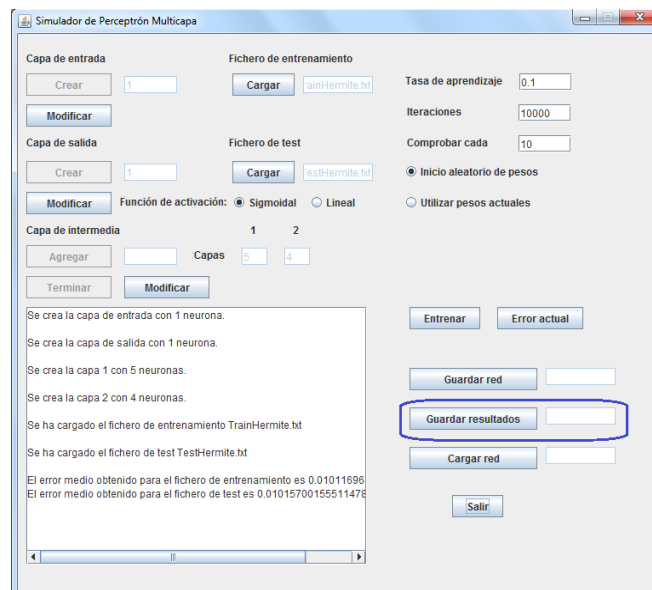 Simulador de Perceptrón Multicapa
Capa de entrada
Fichero de entrenamiento
Crear
1
Cargar
rainHermite.txt
Tasa de aprendizaje
0.1
Modificar
Iteraciones
10000
Capa de salida
Fichero de test
Comprobar cada
10
Crear
1
Cargar
estHermite.txt
Inicio aleatorio de pesos
Modificar
Función de activación:
Sigmoidal
Lineal
Utilizar pesos actuales
Capa de intermedia
1
2
Agregar
Capas
5
4
Terminar
Modificar
Se crea la capa de entrada con 1 neurona.
Se crea la capa de salida con 1 neurona.
Se crea la capa 1 con 5 neuronas.
Se crea la capa 2 con 4 neuronas.
Se ha cargado el fichero de entrenamiento TrainHermite.txt
Se ha cargado el fichero de test TestHermite.txt
El error medio obtenido para el fichero de entrenamiento es 0.01011696
El error medio obtenido para el fichero de test es 0.01015700155511478
Entrenar
Error actual
Guardar red
Guardar resultados
Cargar red
Salir